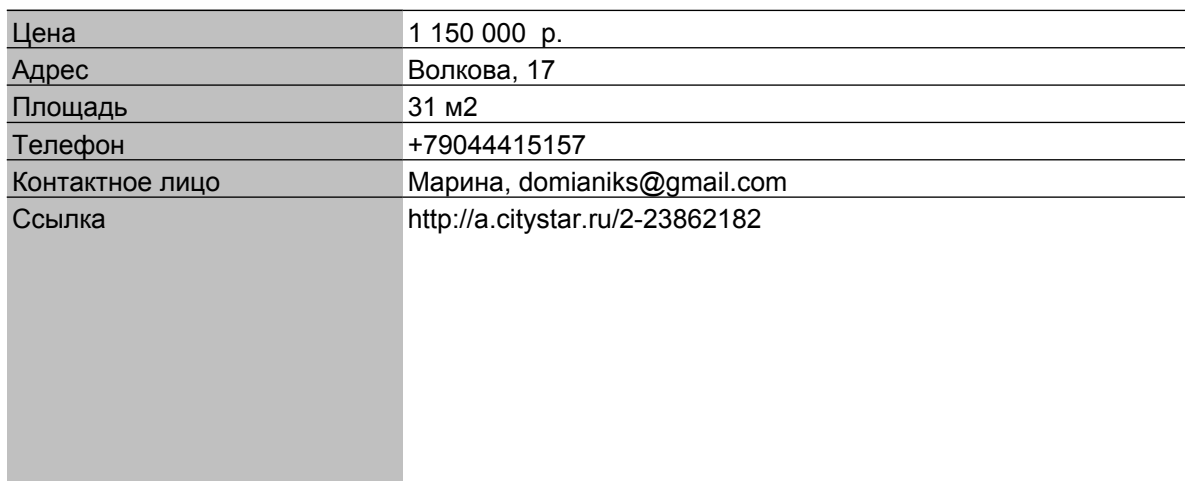 Цена 1 150 000 р.
Адрес Волкова, 17
Площадь 31 м2
Телефон +79044415157
Контактное лицо Марина, domianiks@gmail.com
Ссылка http://a.citystar.ru/2-23862182